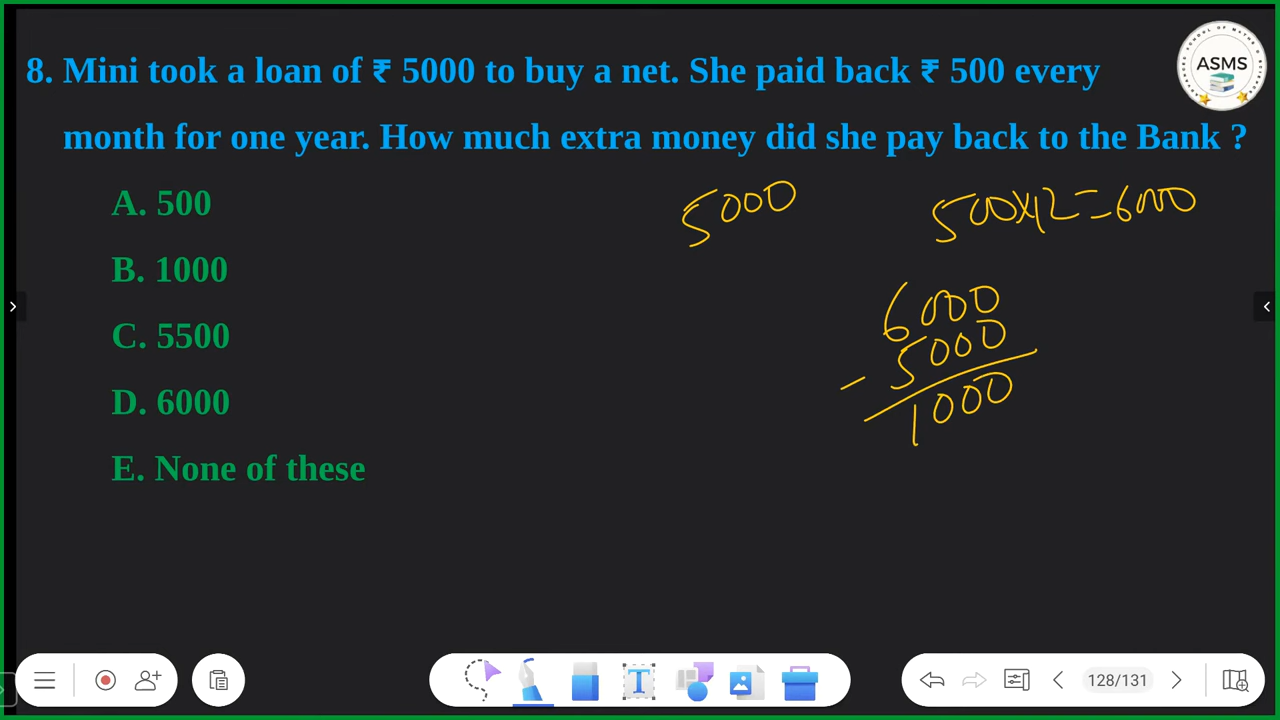 8. Mini took a loan of ₹ 5000 to buy a net. She paid back ₹ 500 every
month for one year. How much extra money did she pay back to the Bank ?
A. 500
B. 1000
C. 5500
D. 6000
E. None of these
5000
500x12=6000
6000
- 5000
1000
ASMS
T
128/131